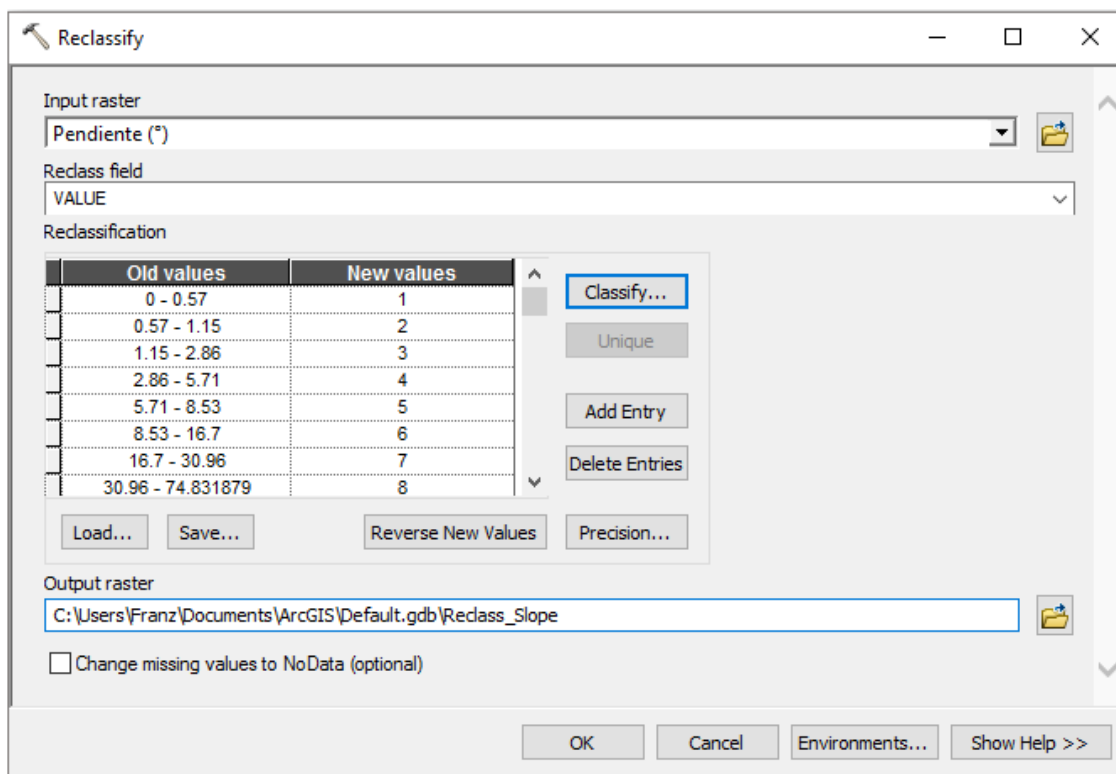 Reclassify
Input raster
Pendiente (°)
Reclass field
VALUE
Reclassification
Old values New values
0 - 0.57 1
0.57 - 1.15 2
1.15 - 2.86 3
2.86 - 5.71 4
5.71 - 8.53 5
8.53 - 16.7 6
16.7 - 30.96 7
30.96 - 74.831879 8
Classify...
Unique
Add Entry
Delete Entries
Load... Save... Reverse New Values Precision...
Output raster
C:\Users\Franz\Documents\ArcGIS\Default.gdb\Reclass_Slope
Change missing values to NoData (optional)
OK Cancel Environments... Show Help >>